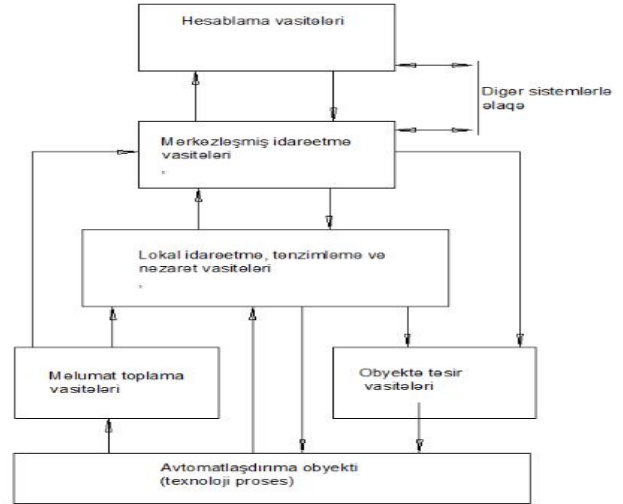 Hesablama vasitələri
Digər sistemlərlə
əlaqə
Mərkəzləşmiş idarəetmə
vasitələri
Lokal idarəetmə, tənzimləmə və
nəzarət vasitələri
Məlumat toplama
vasitələri
Obyektə təsir
vasitələri
Avtomatlaşdırıma obyekti
(texnoloji proses)